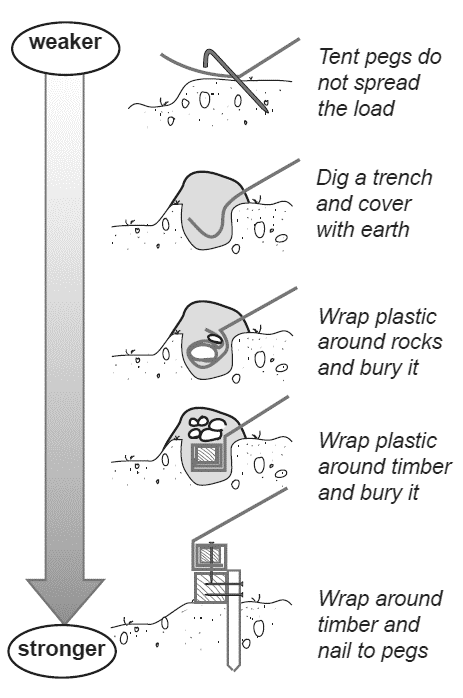 weaker
Tent pegs do
not spread
the load
Dig a trench
and cover
with earth
Wrap plastic
around rocks
and bury it
Wrap plastic
around timber
and bury it
Wrap around
timber and
nail to pegs
stronger